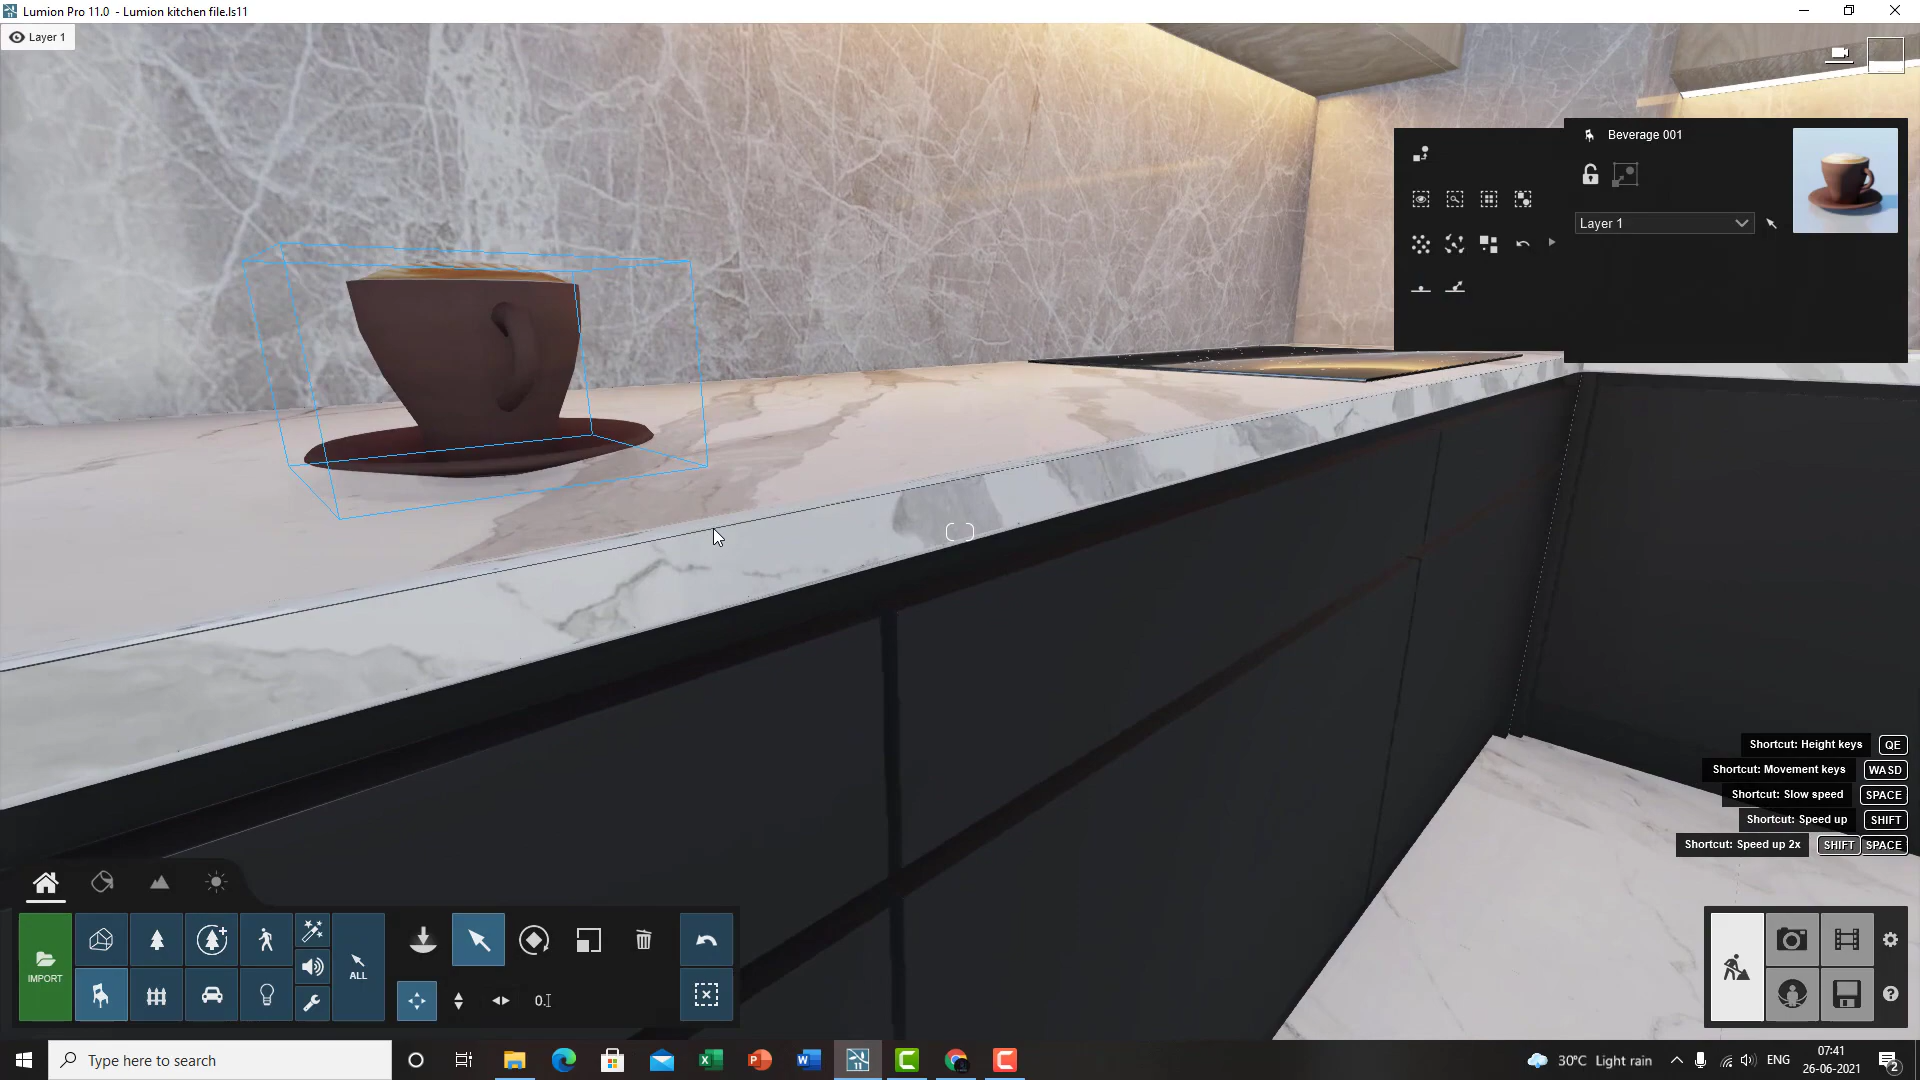 Lumion Pro 11.0 - Lumion kitchen file.ls11
Layer 1
Beverage 001
Layer 1
Shortcut: Height keys QE
Shortcut: Movement keys WASD
Shortcut: Slow speed SPACE
Shortcut: Speed up SHIFT
Shortcut: Speed up 2x SHIFT SPACE
IMPORT
ALL
0.
Type here to search
30°C Light rain
ENG
07:41
26-06-2021
2